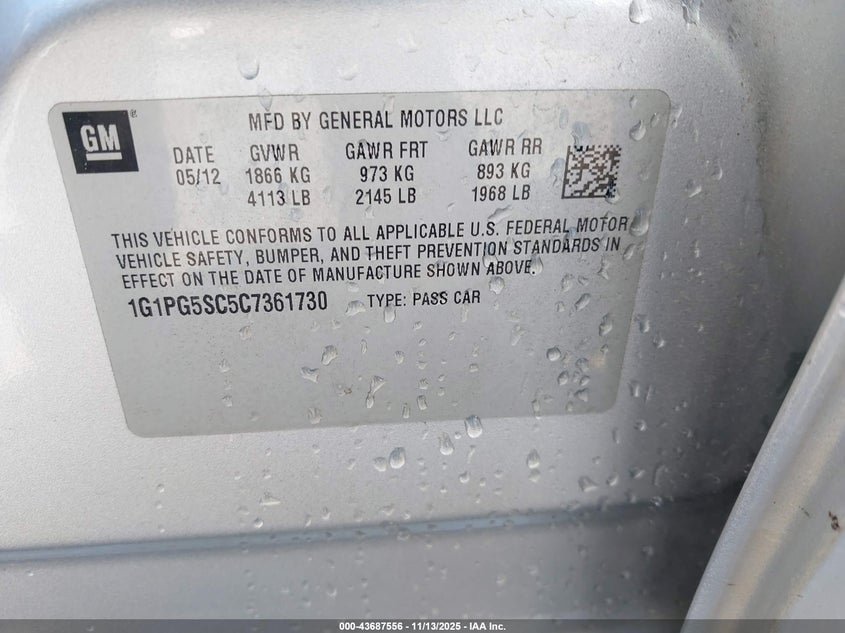 GM
MFD BY GENERAL MOTORS LLC
DATE GVWR GAWR FRT GAWR RR
05/12 1866 KG 973 KG 893 KG
4113 LB 2145 LB 1968 LB
THIS VEHICLE CONFORMS TO ALL APPLICABLE U.S. FEDERAL MOTOR
VEHICLE SAFETY, BUMPER, AND THEFT PREVENTION STANDARDS IN
EFFECT ON THE DATE OF MANUFACTURE SHOWN ABOVE.
1G1PG5SC5C7361730 TYPE: PASS CAR
000-43687556 - 11/13/2025 - IAA Inc.